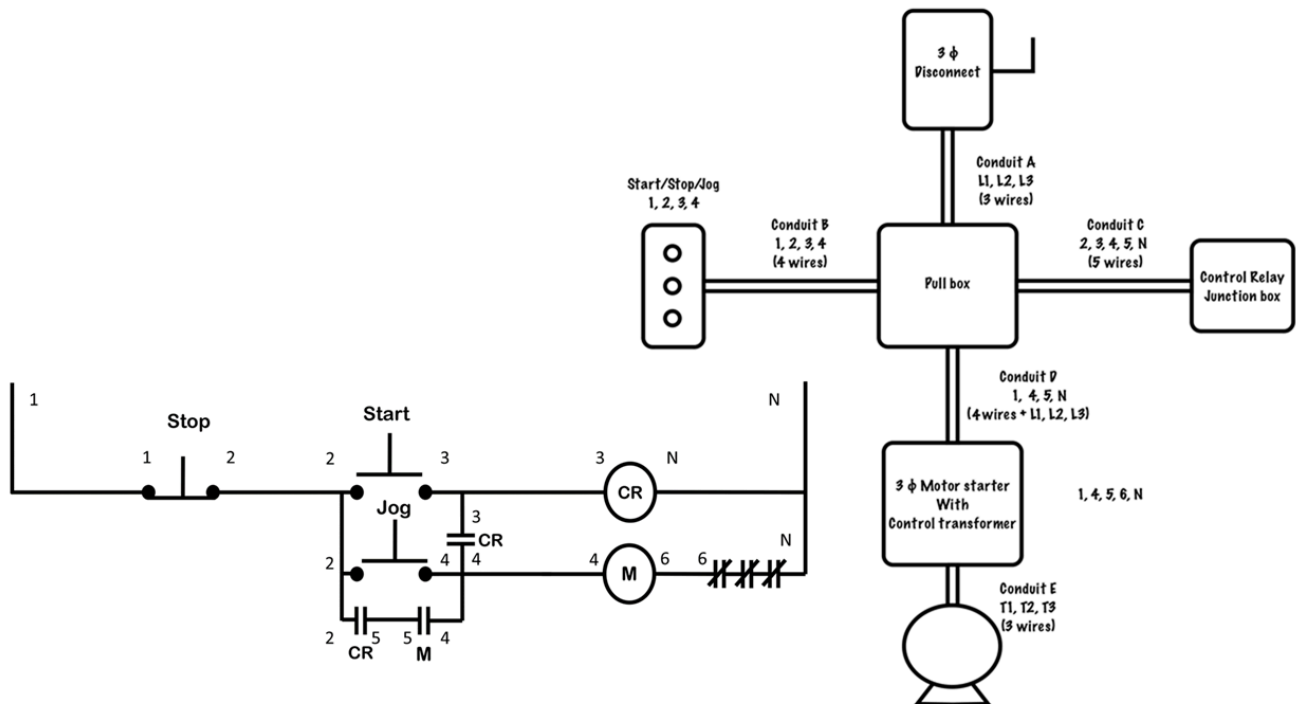 3 ϕ
Disconnect
Conduit A
L1, L2, L3
(3 wires)
Start/Stop/Jog
1, 2, 3, 4
Conduit B
1, 2, 3, 4
(4 wires)
Pull box
Conduit C
2, 3, 4, 5, N
(5 wires)
Control Relay
Junction box
Conduit D
1, 4, 5, N
(4wires + L1, L2, L3)
3 ϕ Motor starter
With
Control transformer
1, 4, 5, 6, N
Conduit E
T1, T2, T3
(3 wires)
1
N
Stop
Start
1 2 2 3 3 N
CR
Jog
3
CR
2 4 4 4 6 6 N
M
2 5 5 4
CR M